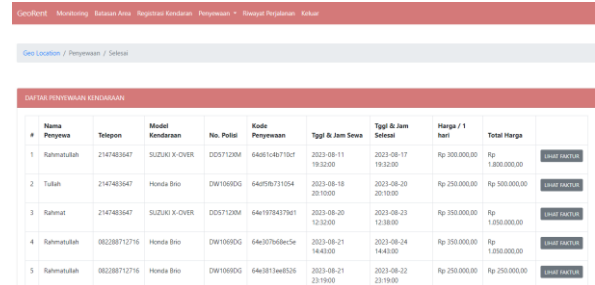 GeoRent Monitoring Batasan Area Registrasi Kendaran Penyewaan Riwayat Perjalanan Keluar
Geo Location / Penyewaan / Selesai
DAFTAR PENYEWAAN KENDARAAN
# Nama Penyewa Telepon Model Kendaraan No. Polisi Kode Penyewaan Tggl & Jam Sewa Tggl & Jam Selesai Harga / 1 hari Total Harga
1 Rahmatullah 2147483647 SUZUKI X-OVER DD5712XM 64d61c4b710cf 2023-08-11 19:32:00 2023-08-17 19:32:00 Rp 300.000,00 Rp 1.800.000,00 LIHAT FAKTUR
2 Tullah 2147483647 Honda Brio DW1069DG 64df5fb731054 2023-08-18 20:10:00 2023-08-20 20:10:00 Rp 250.000,00 Rp 500.000,00 LIHAT FAKTUR
3 Rahmat 2147483647 SUZUKI X-OVER DD5712XM 64e19784379d1 2023-08-20 12:32:00 2023-08-23 12:38:00 Rp 350.000,00 Rp 1.050.000,00 LIHAT FAKTUR
4 Rahmatullah 082288712716 Honda Brio DW1069DG 64e307b68ec5e 2023-08-21 14:43:00 2023-08-24 14:43:00 Rp 350.000,00 Rp 1.050.000,00 LIHAT FAKTUR
5 Rahmatullah 082288712716 Honda Brio DW1069DG 64e3813ee8526 2023-08-21 23:19:00 2023-08-22 23:19:00 Rp 250.000,00 Rp 250.000,00 LIHAT FAKTUR